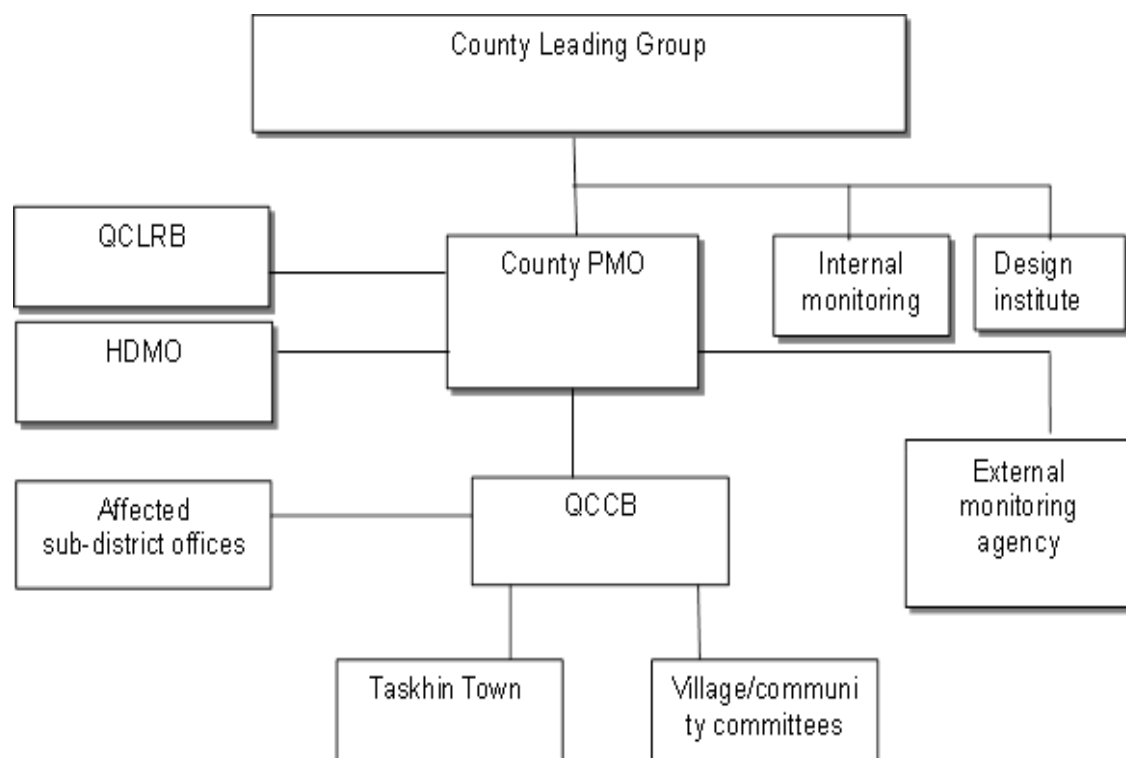 County Leading Group
QCLRB
County PMO
Internal
monitoring
Design
institute
HDMO
Affected
sub-district offices
QCCB
External
monitoring
agency
Taskhin Town
Village/communi
ty committees